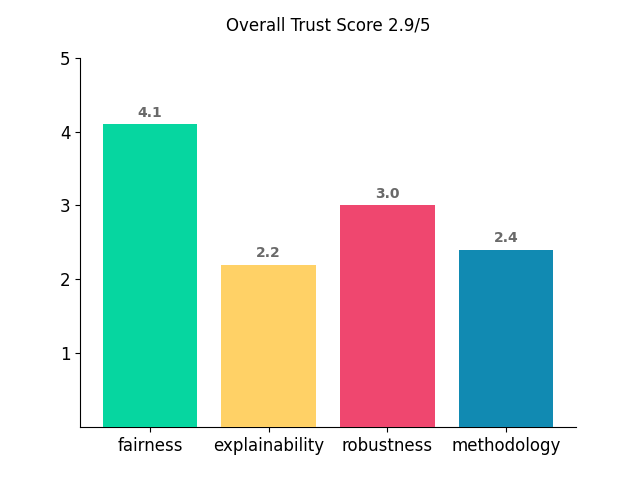 Overall Trust Score 2.9/5
5
4
3
2
1
4.1
2.2
3.0
2.4
fairness
explainability
robustness
methodology